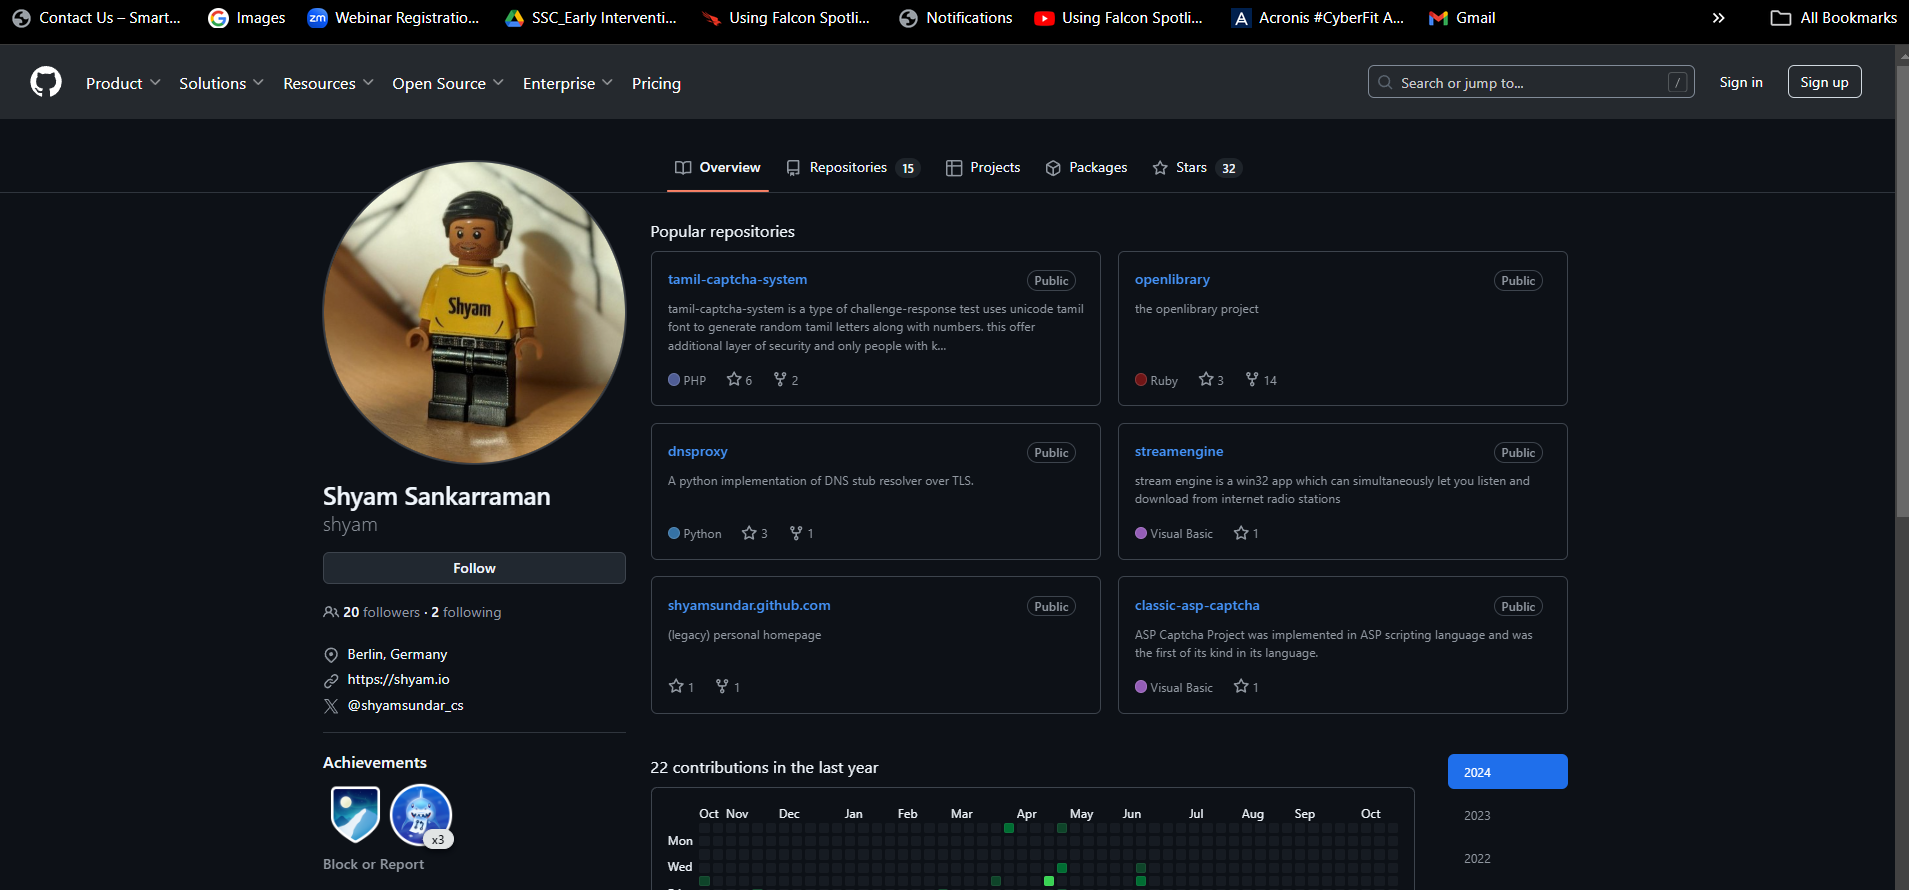 Contact Us – Smart... Images Webinar Registratio... SSC_Early Interventi... Using Falcon Spotli... Notifications Using Falcon Spotli... Acronis #CyberFit A... Gmail » All Bookmarks
Product Solutions Resources Open Source Enterprise Pricing Search or jump to... / Sign in Sign up
Overview Repositories 15 Projects Packages Stars 32
Shyam
Shyam Sankarraman
shyam
Follow
20 followers · 2 following
Berlin, Germany
https://shyam.io
@shyamsundar_cs
Achievements
x3
Block or Report
Popular repositories
tamil-captcha-system Public
tamil-captcha-system is a type of challenge-response test uses unicode tamil
font to generate random tamil letters along with numbers. this offer
additional layer of security and only people with k...
PHP 6 2
openlibrary Public
the openlibrary project
Ruby 3 14
dnsproxy Public
A python implementation of DNS stub resolver over TLS.
Python 3 1
streamengine Public
stream engine is a win32 app which can simultaneously let you listen and
download from internet radio stations
Visual Basic 1
shyamsundar.github.com Public
(legacy) personal homepage
1 1
classic-asp-captcha Public
ASP Captcha Project was implemented in ASP scripting language and was
the first of its kind in its language.
Visual Basic 1
22 contributions in the last year
Oct Nov Dec Jan Feb Mar Apr May Jun Jul Aug Sep Oct
Mon
Wed
2024
2023
2022